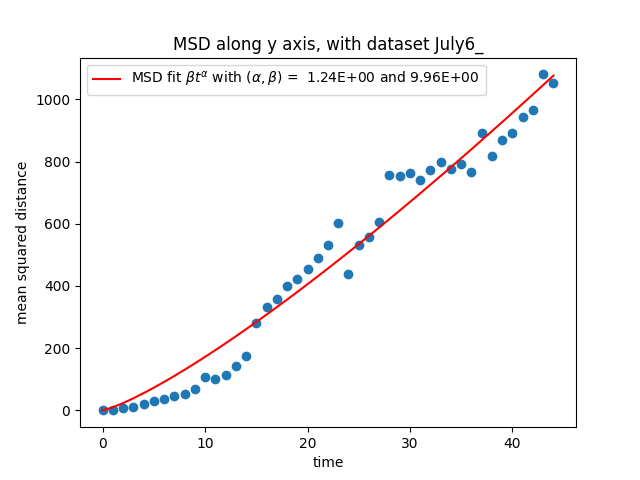 MSD along y axis, with dataset July6_
MSD fit βt^α with (α, β) = 1.24E+00 and 9.96E+00
mean squared distance
1000
800
600
400
200
0
0 10 20 30 40
time